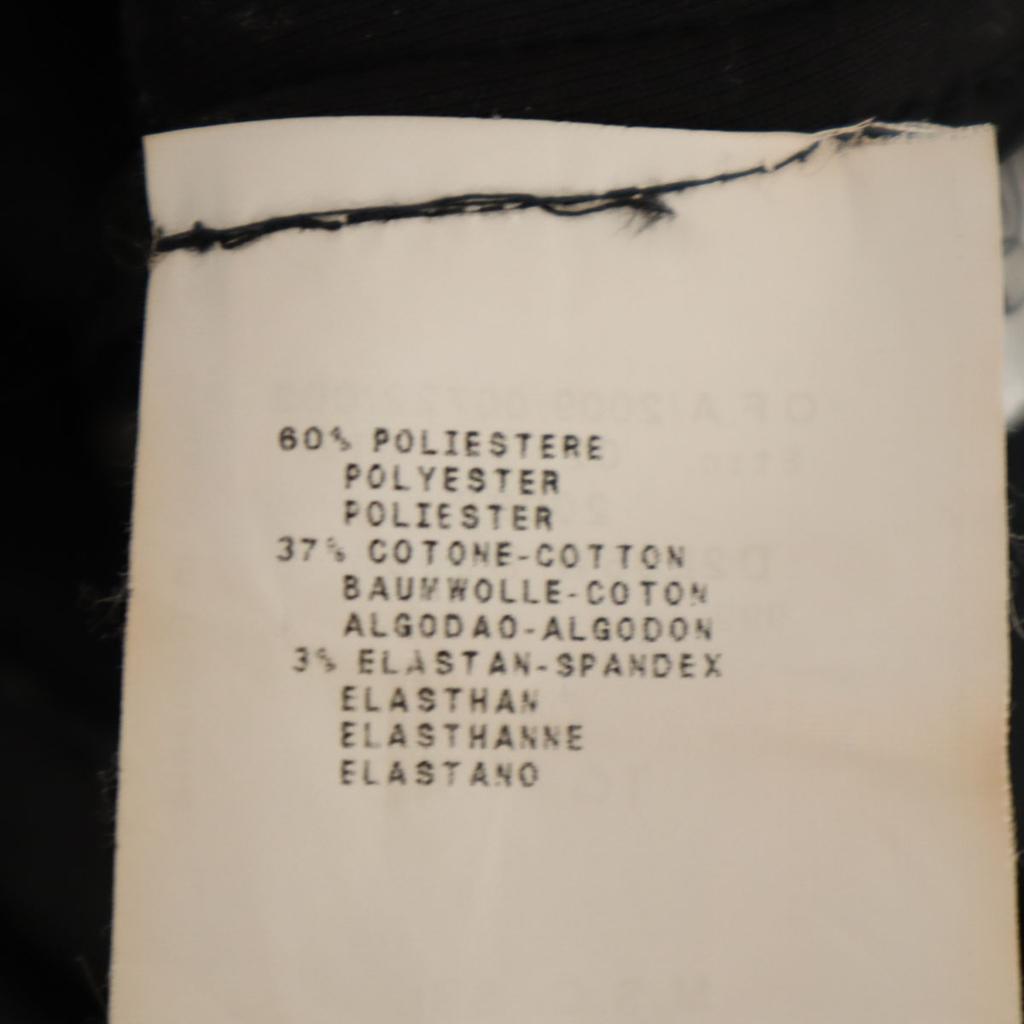 60% POLIESTERE
POLYESTER
POLIESTER
37% COTONE-COTTON
BAUMWOLLE-COTON
ALGODAO-ALGODON
3% ELASTAN-SPANDEX
ELASTHAN
ELASTHANNE
ELASTANO